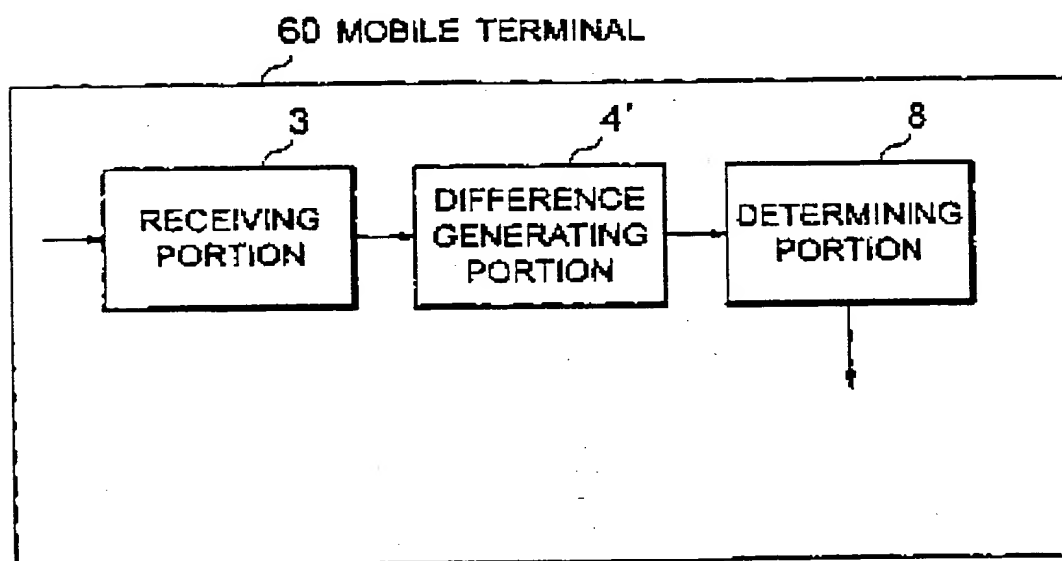 60 MOBILE TERMINAL
3
4'
8
RECEIVING
PORTION
DIFFERENCE
GENERATING
PORTION
DETERMINING
PORTION